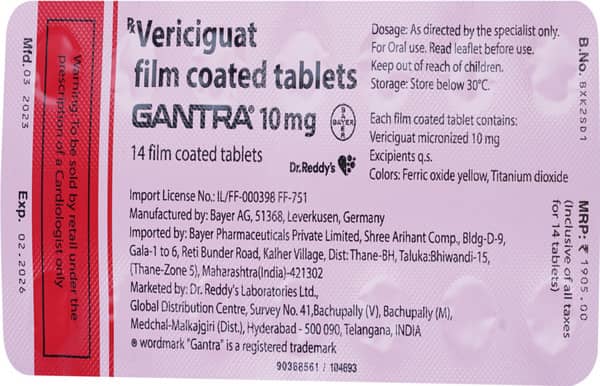 Mfd. 03 2023
Exp. 02.2026
Warning: To be sold by retail under the
prescription of a Cardiologist only
℞Vericiguat
film coated tablets
GANTRA® 10 mg
BAYER
BAYER
14 film coated tablets
Dr.Reddy's
Dosage: As directed by the specialist only.
For Oral use. Read leaflet before use.
Keep out of reach of children.
Storage: Store below 30°C.
Each film coated tablet contains:
Vericiguat micronized 10 mg
Excipients q.s.
Colors: Ferric oxide yellow, Titanium dioxide
Import License No.: IL/FF-000398 FF-751
Manufactured by: Bayer AG, 51368, Leverkusen, Germany
Imported by: Bayer Pharmaceuticals Private Limited, Shree Arihant Comp., Bldg-D-9,
Gala-1 to 6, Reti Bunder Road, Kalher Village, Dist: Thane-BH, Taluka:Bhiwandi-15,
(Thane-Zone 5), Maharashtra(India)-421302
Marketed by: Dr. Reddy's Laboratories Ltd.,
Global Distribution Centre, Survey No. 41,Bachupally (V), Bachupally (M),
Medchal-Malkajgiri (Dist.), Hyderabad - 500 090, Telangana, INDIA
® wordmark "Gantra" is a registered trademark
90388561 / 104693
B.No. BXK2SD1
MRP: ₹ 1905.00
(Inclusive of all taxes
for 14 tablets)